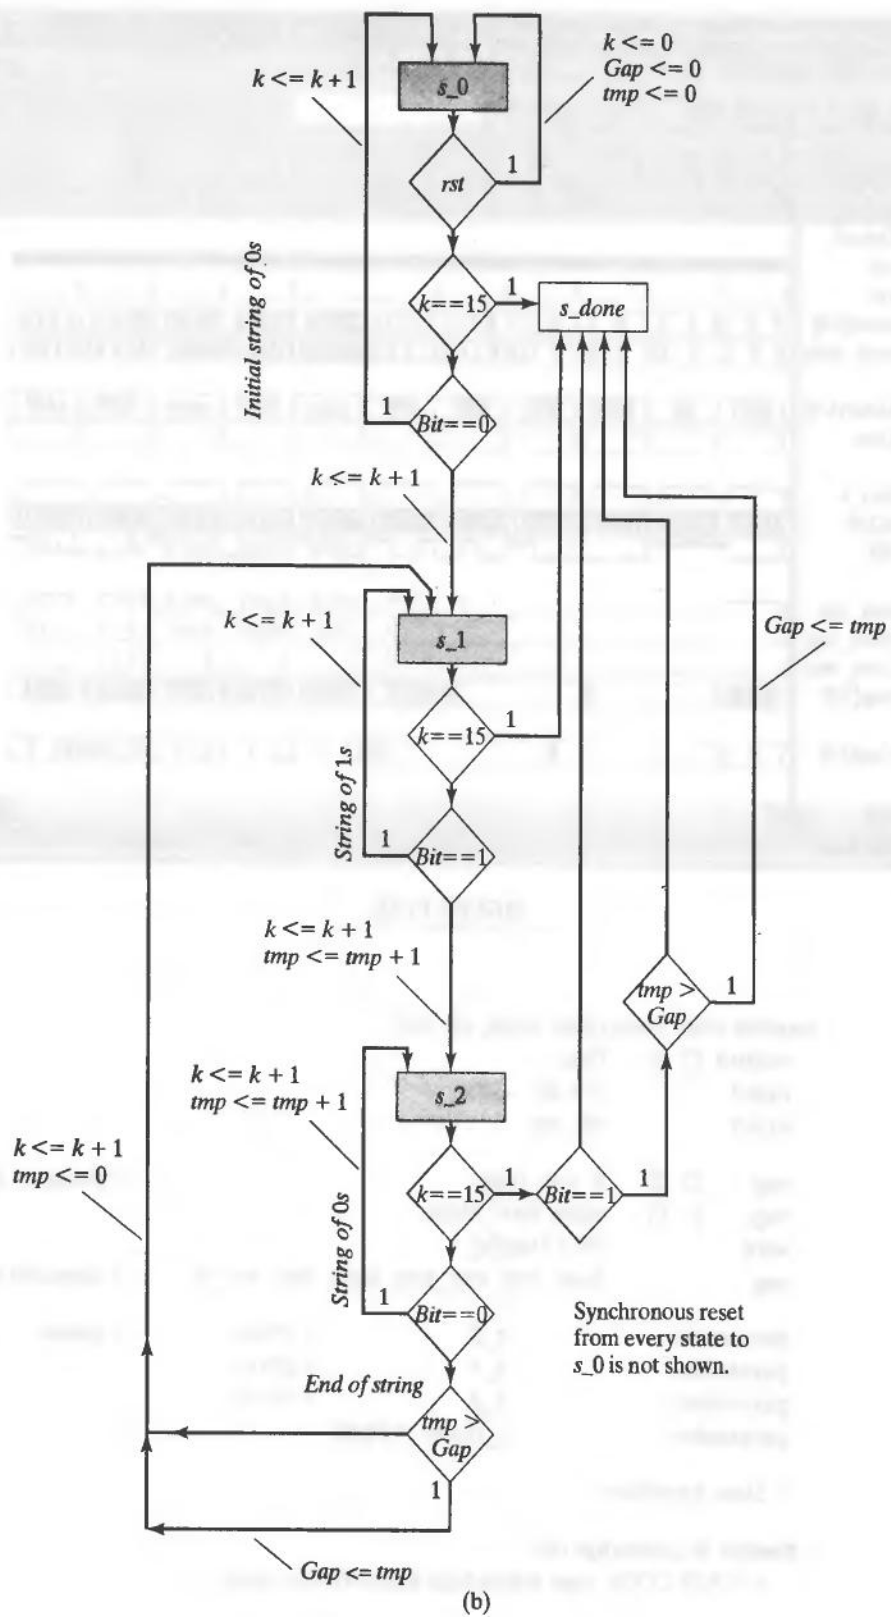 k <= 0
Gap <= 0
tmp <= 0
k <= k + 1
s_0
1
rst
1
k==15
s_done
Initial string of 0s
1
Bit==0
k <= k + 1
k <= k + 1
s_1
Gap <= tmp
1
k==15
String of 1s
1
Bit==1
k <= k + 1
tmp <= tmp + 1
tmp >
Gap
1
k <= k + 1
tmp <= tmp + 1
s_2
k <= k + 1
tmp <= 0
1
k==15
Bit==1
1
String of 0s
1
Bit==0
Synchronous reset
from every state to
s_0 is not shown.
End of string
tmp >
Gap
1
Gap <= tmp
(b)